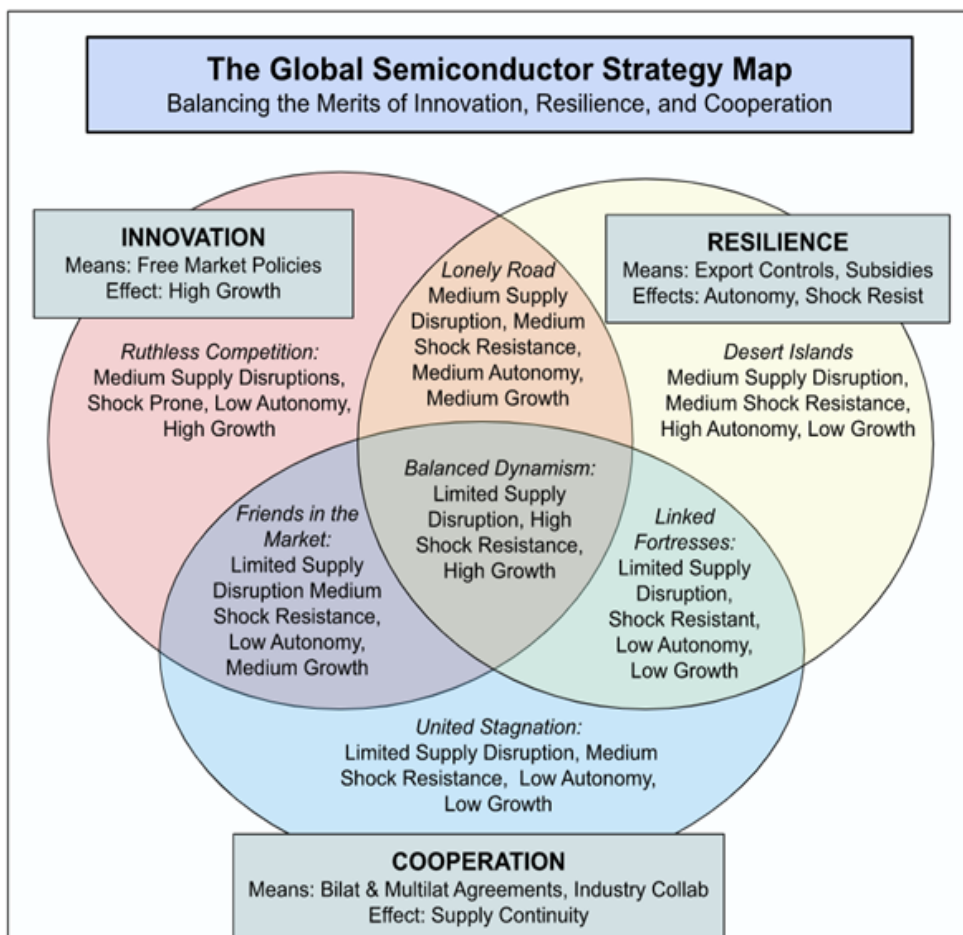 The Global Semiconductor Strategy Map
Balancing the Merits of Innovation, Resilience, and Cooperation
INNOVATION
Means: Free Market Policies
Effect: High Growth
RESILIENCE
Means: Export Controls, Subsidies
Effects: Autonomy, Shock Resist
Lonely Road
Medium Supply
Disruption, Medium
Shock Resistance,
Medium Autonomy,
Medium Growth
Ruthless Competition:
Medium Supply Disruptions,
Shock Prone, Low Autonomy,
High Growth
Desert Islands
Medium Supply Disruption,
Medium Shock Resistance,
High Autonomy, Low Growth
Balanced Dynamism:
Limited Supply
Disruption, High
Shock Resistance,
High Growth
Friends in the
Market:
Limited Supply
Disruption Medium
Shock Resistance,
Low Autonomy,
Medium Growth
Linked
Fortresses:
Limited Supply
Disruption,
Shock Resistant,
Low Autonomy,
Low Growth
United Stagnation:
Limited Supply Disruption, Medium
Shock Resistance, Low Autonomy,
Low Growth
COOPERATION
Means: Bilat & Multilat Agreements, Industry Collab
Effect: Supply Continuity